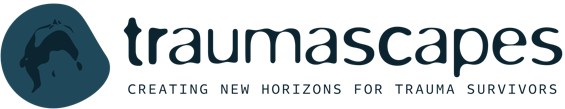 traumascapes
CREATING NEW HORIZONS FOR TRAUMA SURVIVORS